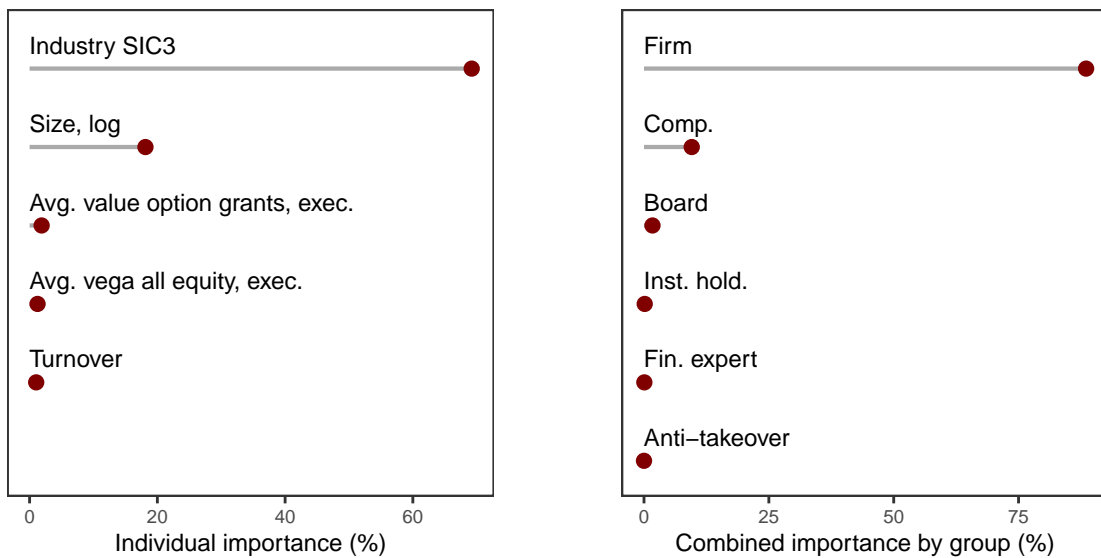 Industry SIC3
Size, log
Avg. value option grants, exec.
Avg. vega all equity, exec.
Turnover
0 20 40 60
Individual importance (%)
Firm
Comp.
Board
Inst. hold.
Fin. expert
Anti−takeover
0 25 50 75
Combined importance by group (%)